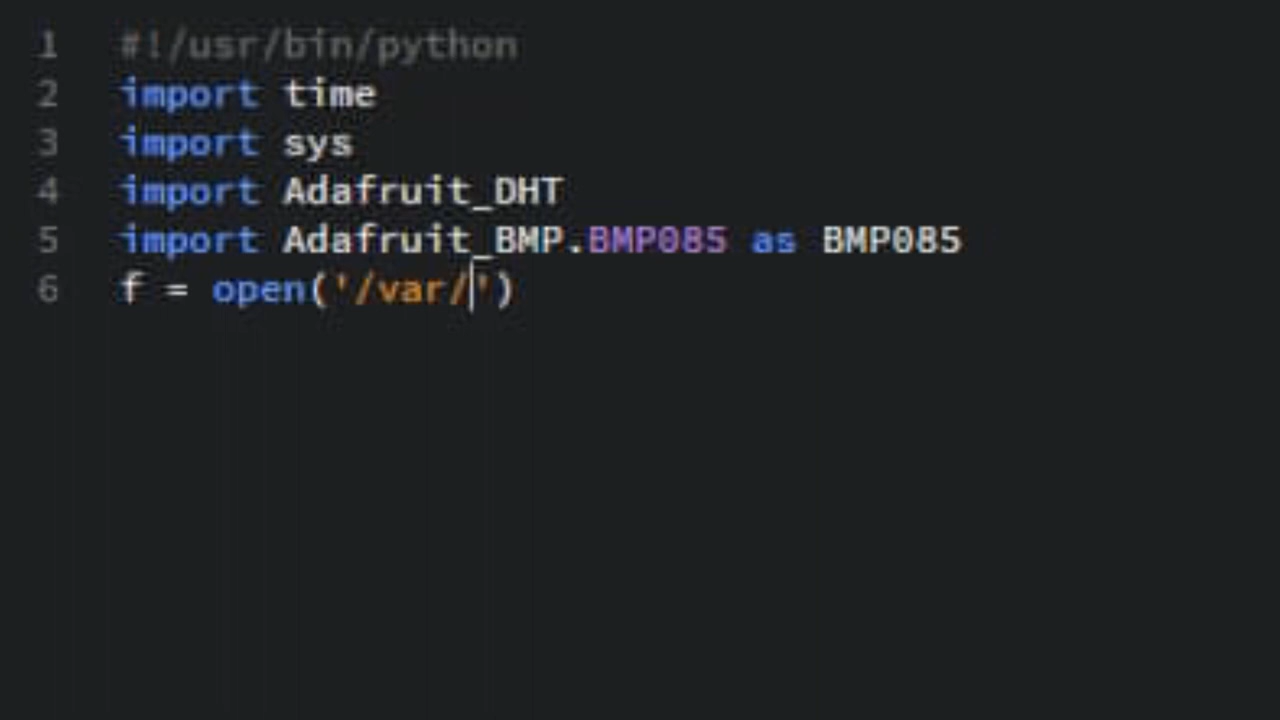 1 #!/usr/bin/python
2 import time
3 import sys
4 import Adafruit_DHT
5 import Adafruit_BMP.BMP085 as BMP085
6 f = open('/var/')